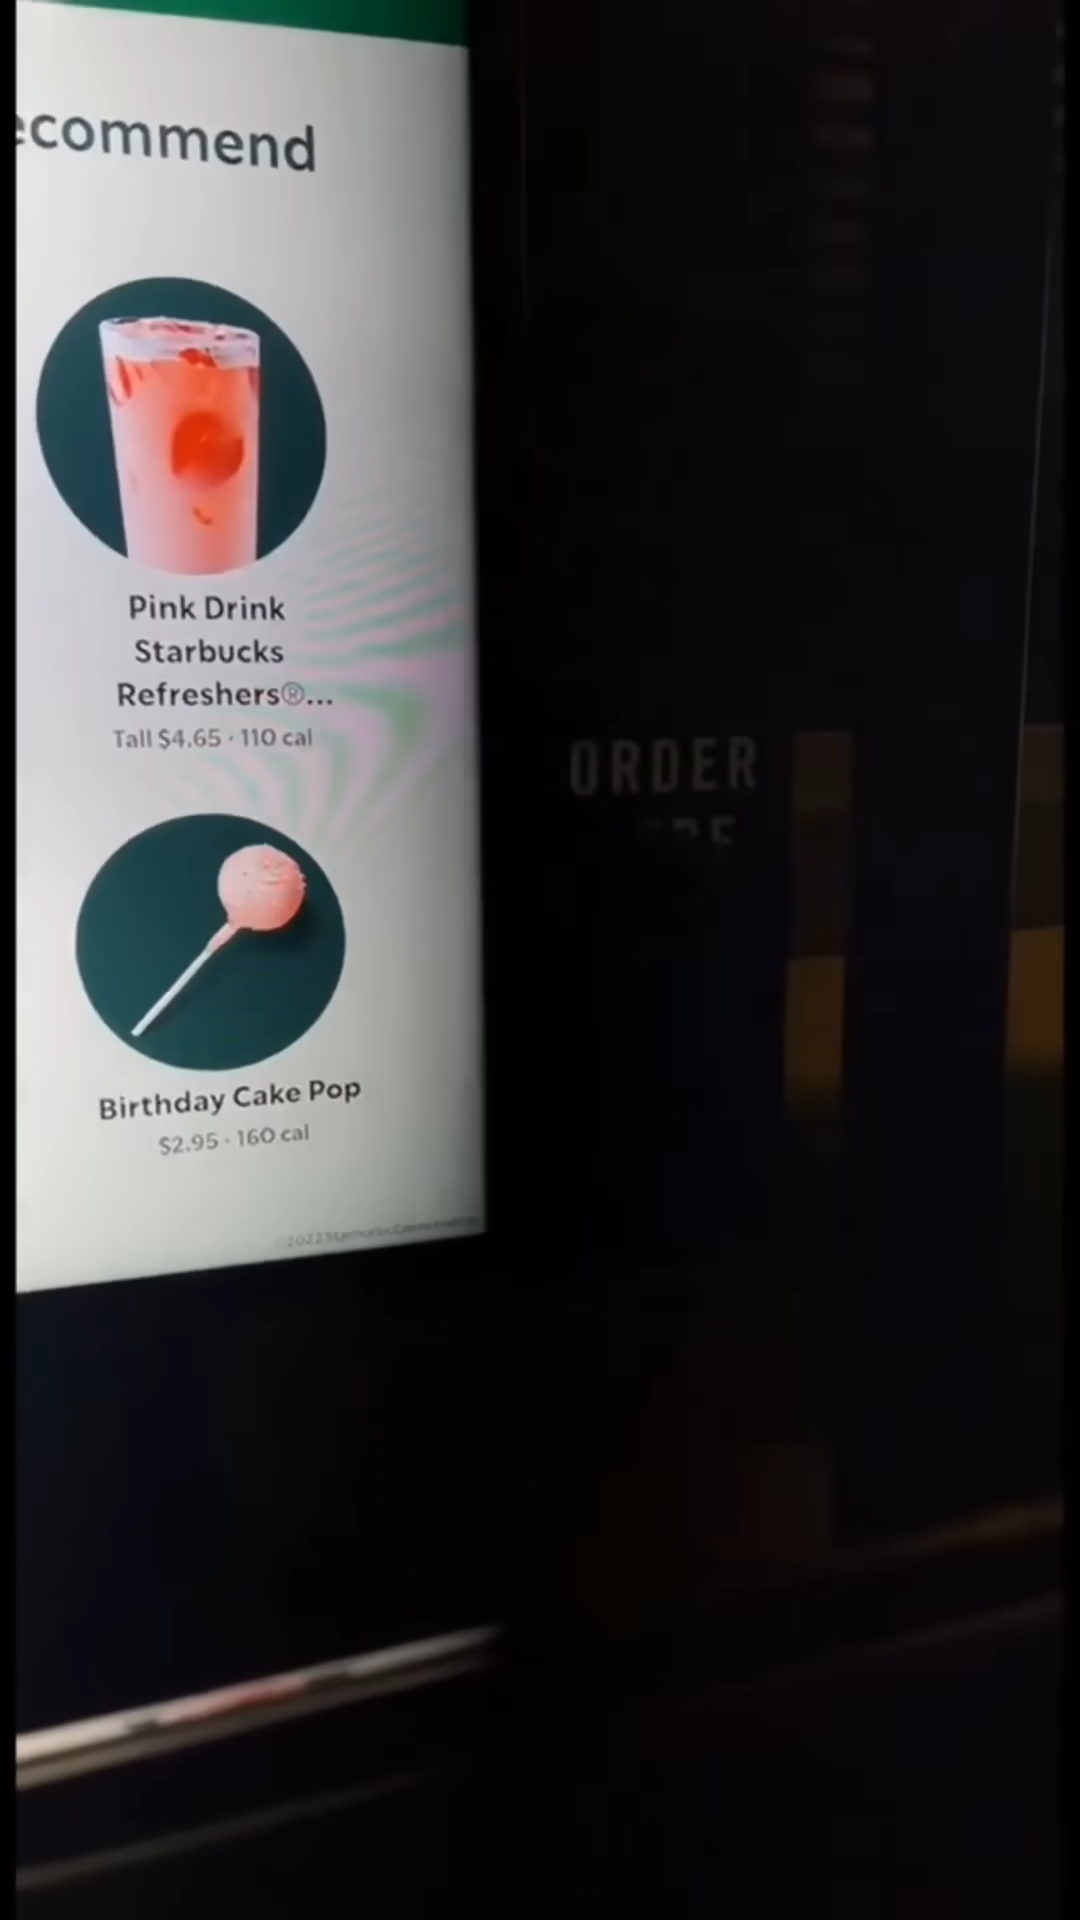 ecommend
Pink Drink
Starbucks
Refreshers®...
Tall $4.65 · 110 cal
ORDER
Birthday Cake Pop
$2.95 · 160 cal